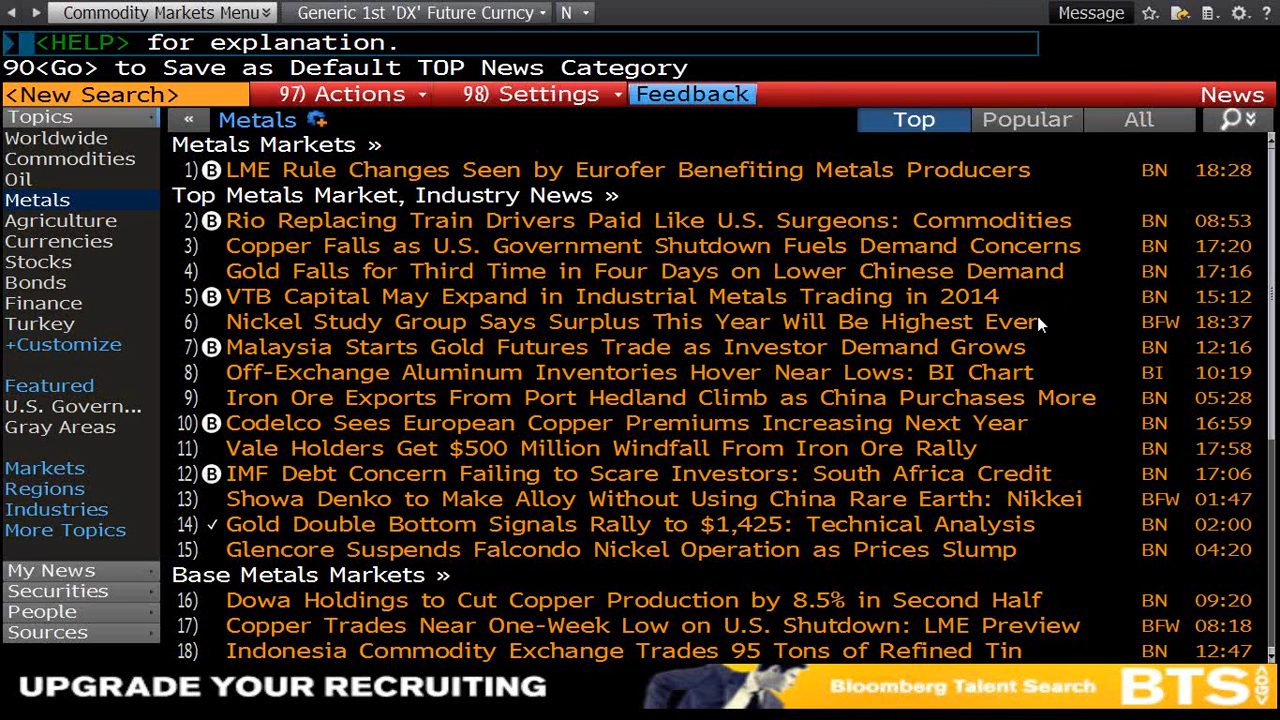 Commodity Markets Menu Generic 1st 'DX' Future Curncy N Message ?
<HELP> for explanation.
90<Go> to Save as Default TOP News Category
<New Search> 97) Actions 98) Settings Feedback News
Topics « Metals Top Popular All
Worldwide
Commodities
Oil
Metals
Agriculture
Currencies
Stocks
Bonds
Finance
Turkey
+Customize
Featured
U.S. Govern...
Gray Areas
Markets
Regions
Industries
More Topics
My News
Securities
People
Sources
Metals Markets »
1) B LME Rule Changes Seen by Eurofer Benefiting Metals Producers BN 18:28
Top Metals Market, Industry News »
2) B Rio Replacing Train Drivers Paid Like U.S. Surgeons: Commodities BN 08:53
3) Copper Falls as U.S. Government Shutdown Fuels Demand Concerns BN 17:20
4) Gold Falls for Third Time in Four Days on Lower Chinese Demand BN 17:16
5) B VTB Capital May Expand in Industrial Metals Trading in 2014 BN 15:12
6) Nickel Study Group Says Surplus This Year Will Be Highest Ever BFW 18:37
7) B Malaysia Starts Gold Futures Trade as Investor Demand Grows BN 12:16
8) Off-Exchange Aluminum Inventories Hover Near Lows: BI Chart BI 10:19
9) Iron Ore Exports From Port Hedland Climb as China Purchases More BN 05:28
10) B Codelco Sees European Copper Premiums Increasing Next Year BN 16:59
11) Vale Holders Get $500 Million Windfall From Iron Ore Rally BN 17:58
12) B IMF Debt Concern Failing to Scare Investors: South Africa Credit BN 17:06
13) Showa Denko to Make Alloy Without Using China Rare Earth: Nikkei BFW 01:47
14) ✓ Gold Double Bottom Signals Rally to $1,425: Technical Analysis BN 02:00
15) Glencore Suspends Falcondo Nickel Operation as Prices Slump BN 04:20
Base Metals Markets »
16) Dowa Holdings to Cut Copper Production by 8.5% in Second Half BN 09:20
17) Copper Trades Near One-Week Low on U.S. Shutdown: LME Preview BFW 08:18
18) Indonesia Commodity Exchange Trades 95 Tons of Refined Tin BN 12:47
UPGRADE YOUR RECRUITING Bloomberg Talent Search BTS <GO>